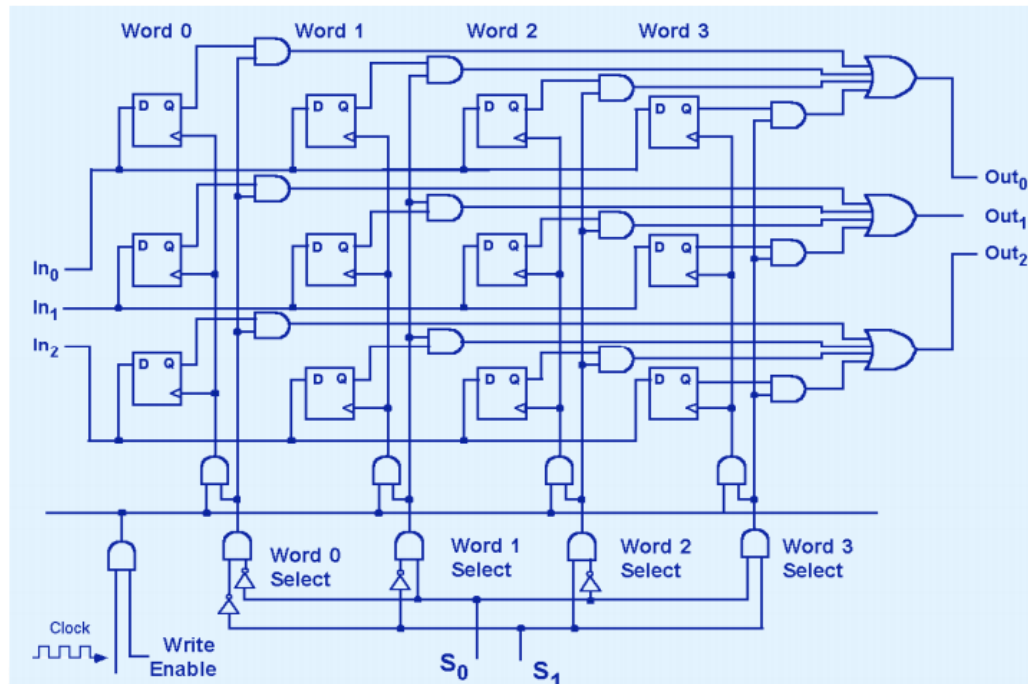 Word 0
Word 1
Word 2
Word 3
D Q
D Q
D Q
D Q
Out₀
D Q
D Q
D Q
D Q
Out₁
Out₂
In₀
In₁
In₂
D Q
D Q
D Q
D Q
Word 0
Select
Word 1
Select
Word 2
Select
Word 3
Select
Clock
Write
Enable
S₀
S₁